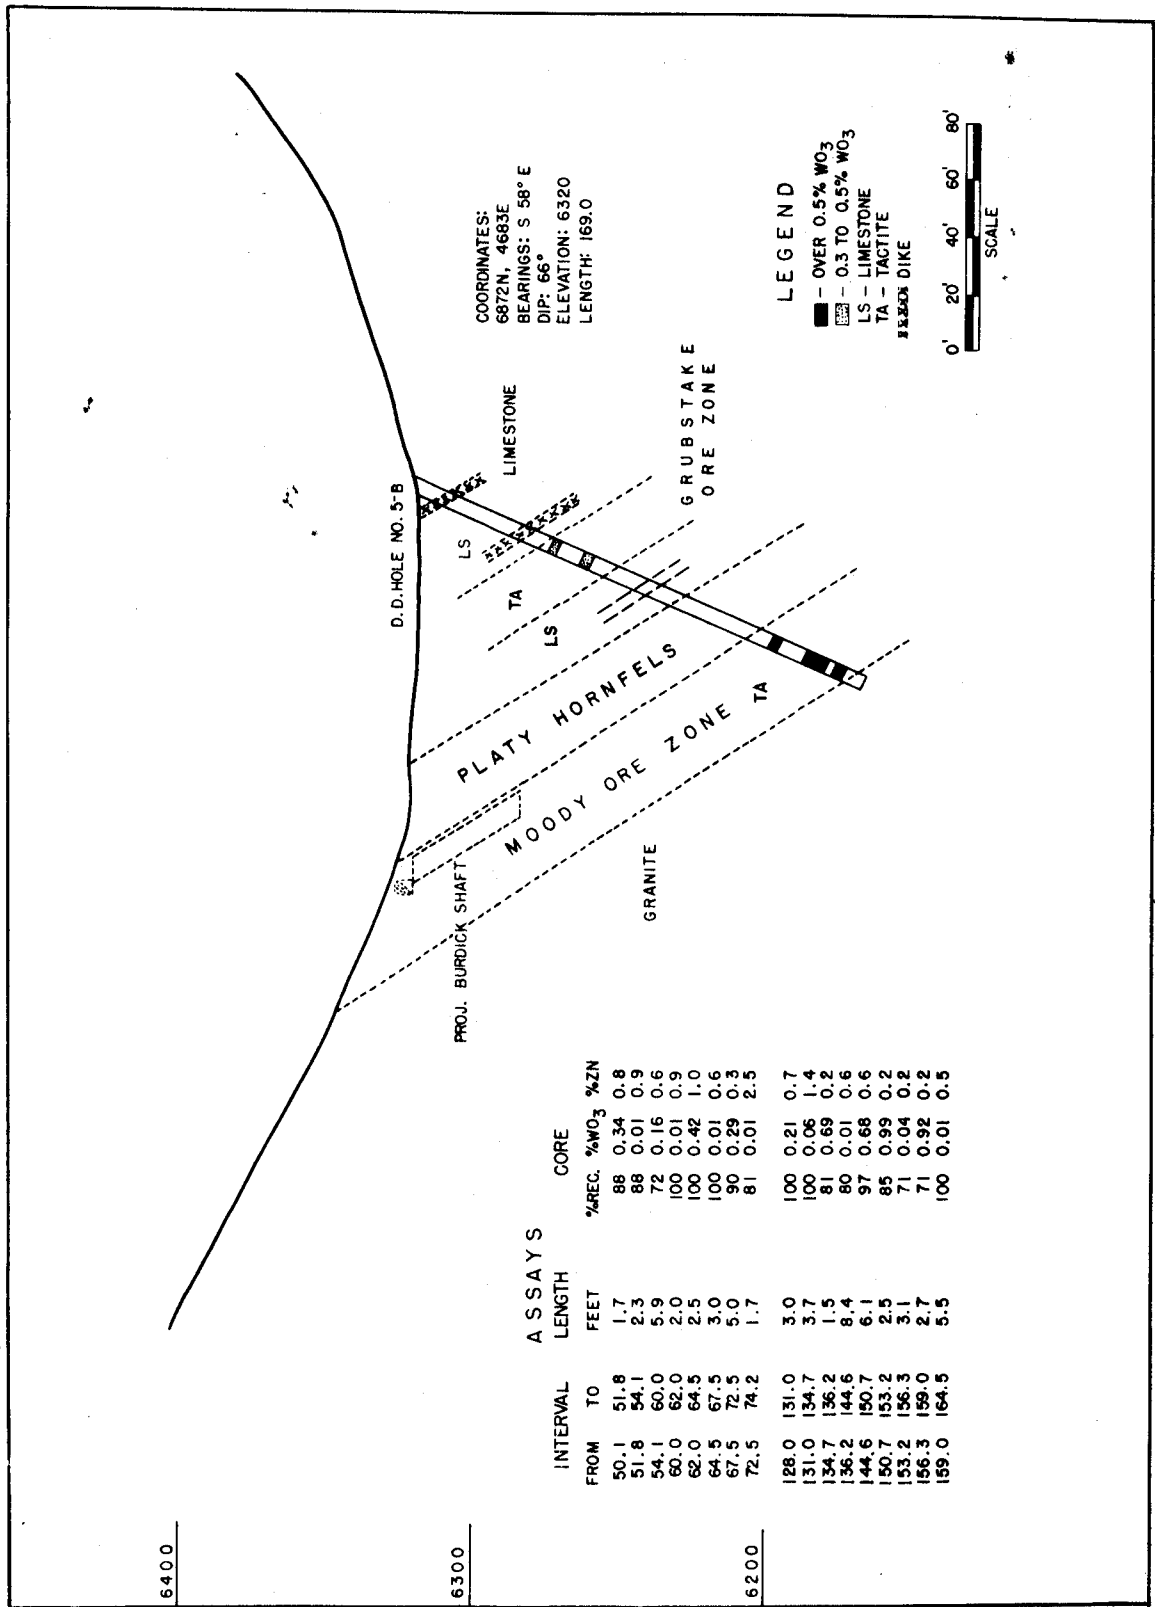 6400
6300
6200
D.D. HOLE NO. 5-B
COORDINATES:
6872N, 4683E
BEARINGS: S 58° E
DIP: 66°
ELEVATION: 6320
LENGTH: 169.0
LIMESTONE
LS
TA
LS
PLATY HORNFELS
MOODY ORE ZONE
TA
GRUBSTAKE
ORE ZONE
PROJ. BURDICK SHAFT
GRANITE
LEGEND
– OVER 0.5% WO3
– 0.3 TO 0.5% WO3
LS – LIMESTONE
TA – TACTITE
DIKE
0' 20' 40' 60' 80'
SCALE
ASSAYS
INTERVAL LENGTH CORE
FROM TO FEET %REC. %WO3 %ZN
50.1 51.8 1.7 88 0.34 0.8
51.8 54.1 2.3 88 0.01 0.9
54.1 60.0 5.9 72 0.16 0.6
60.0 62.0 2.0 100 0.01 0.9
62.0 64.5 2.5 100 0.42 1.0
64.5 67.5 3.0 100 0.01 0.6
67.5 72.5 5.0 90 0.29 0.3
72.5 74.2 1.7 81 0.01 2.5
128.0 131.0 3.0 100 0.21 0.7
131.0 134.7 3.7 100 0.06 1.4
134.7 136.2 1.5 81 0.69 0.2
136.2 144.6 8.4 80 0.01 0.6
144.6 150.7 6.1 97 0.68 0.6
150.7 153.2 2.5 85 0.99 0.2
153.2 156.3 3.1 71 0.04 0.2
156.3 159.0 2.7 71 0.92 0.2
159.0 164.5 5.5 100 0.01 0.5